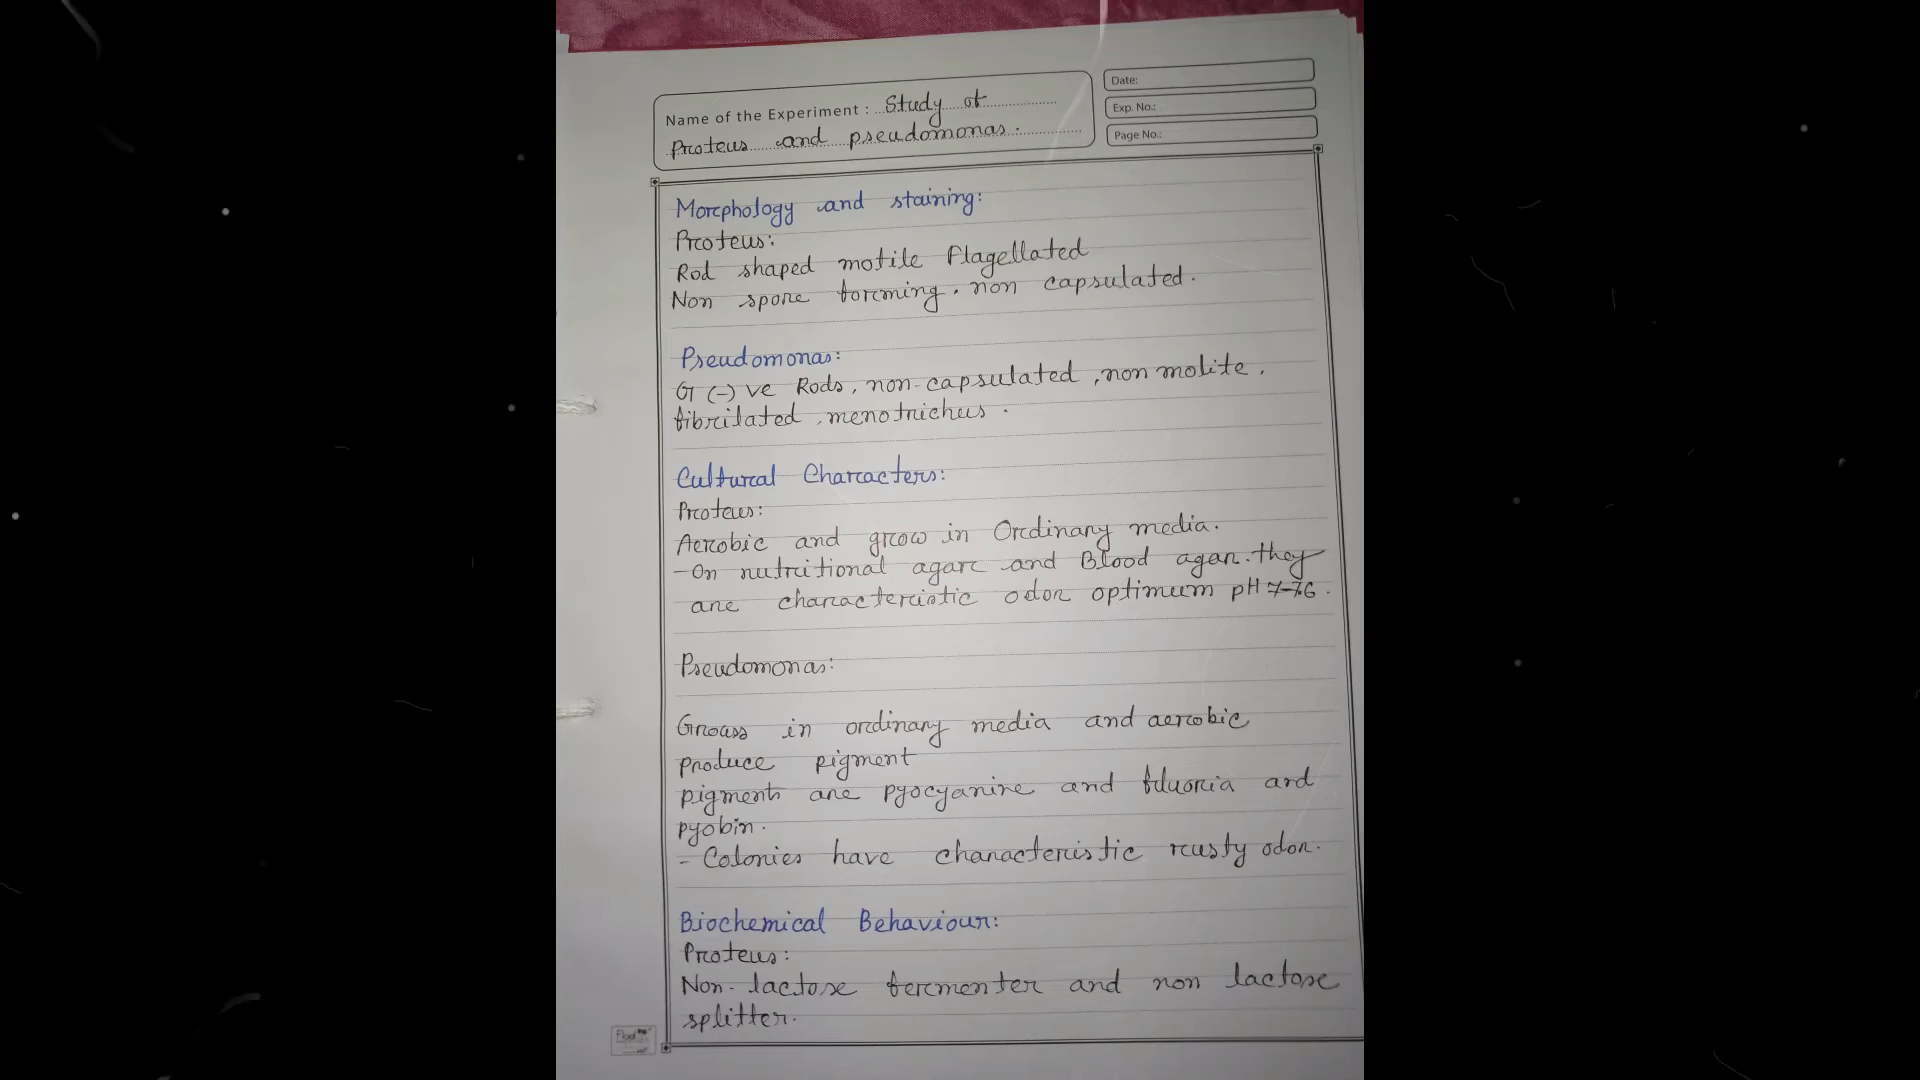 Name of the Experiment : Study of
Proteus and pseudomonas.
Date:
Exp. No.:
Page No.:
Morphology and staining:
Proteus:
Rod shaped motile flagellated
Non spore forming. non capsulated.
Pseudomonas:
G (-) ve Rods, non-capsulated, non molite,
fibrilated, menotrichus.
Cultural Characters:
Proteus:
Aerobic and grow in Ordinary media.
- On nutritional agar and Blood agar. they
are characteristic odor optimum pH 7-7.6.
Pseudomonas:
Growss in ordinary media and aerobic
produce pigment
pigments are pyocyanine and fluoria and
pyobin.
- Colonies have characteristic rusty odor.
Biochemical Behaviour:
Proteus:
Non-lactose fermenter and non lactose
splitter.